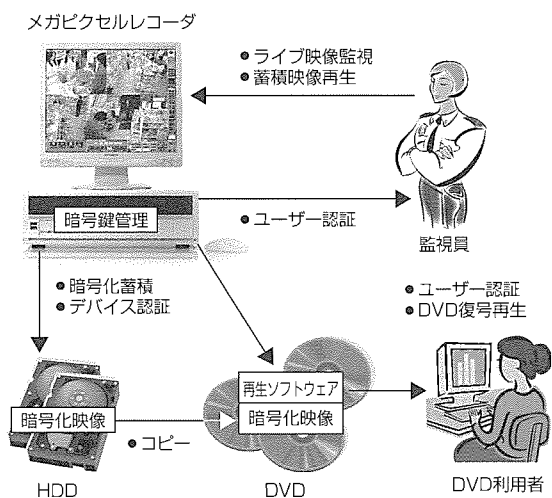 メガピクセルレコーダ
●ライブ映像監視
●蓄積映像再生
暗号鍵管理
●ユーザー認証
監視員
●暗号化蓄積
●デバイス認証
●ユーザー認証
●DVD復号再生
再生ソフトウェア
暗号化映像
暗号化映像
●コピー
HDD
DVD
DVD利用者